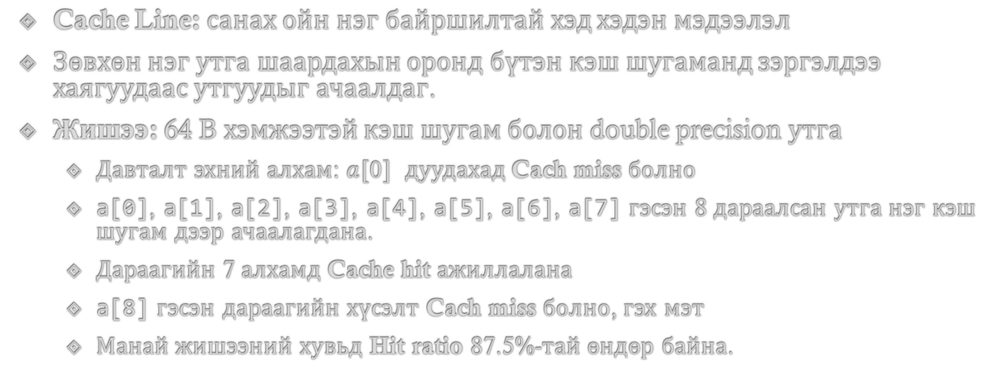 Cache Line: санах ойн нэг байршилтай хэд хэдэн мэдээлэл
Зөвхөн нэг утга шаардахын оронд бүтэн кэш шугаманд зэргэлдээ
хаягуудаас утгуудыг ачаалдаг.
Жишээ: 64 B хэмжээтэй кэш шугам болон double precision утга
Давталт эхний алхам: a[0] дуудахад Cach miss болно
a[0], a[1], a[2], a[3], a[4], a[5], a[6], a[7] гэсэн 8 дараалсан утга нэг кэш
шугам дээр ачаалагдана.
Дараагийн 7 алхамд Cache hit ажиллалана
a[8] гэсэн дараагийн хүсэлт Cach miss болно, гэх мэт
Манай жишээний хувьд Hit ratio 87.5%-тай өндөр байна.